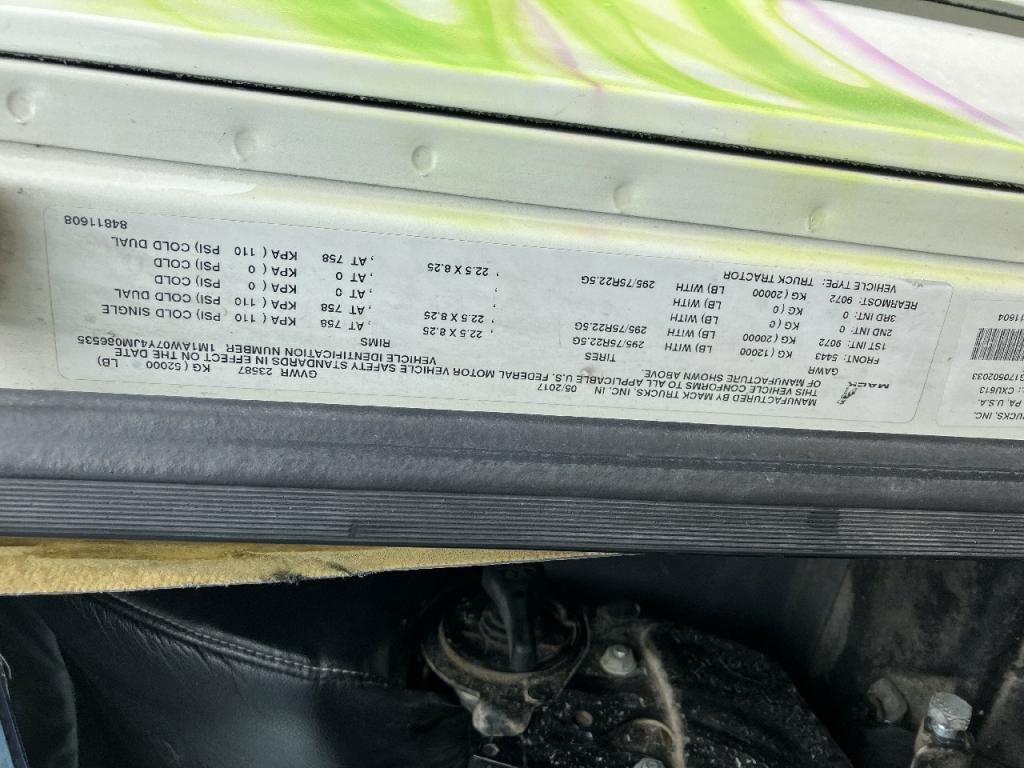 MACK
MANUFACTURED BY MACK TRUCKS, INC. IN 05/2017
THIS VEHICLE CONFORMS TO ALL APPLICABLE U.S. FEDERAL MOTOR VEHICLE SAFETY STANDARDS IN EFFECT ON THE DATE
OF MANUFACTURE SHOWN ABOVE. GVWR 23587 KG ( 52000 LB)
VEHICLE IDENTIFICATION NUMBER: 1M1AW07Y4JM086535
GAWR TIRES RIMS
FRONT: 5443 KG ( 12000 LB) WITH 295/75R22.5G 22.5 X 8.25 , AT 758 KPA ( 110 PSI) COLD SINGLE
1ST INT: 9072 KG ( 20000 LB) WITH 295/75R22.5G , 22.5 X 8.25 , AT 758 KPA ( 110 PSI) COLD DUAL
2ND INT: 0 KG ( 0 LB) WITH , , AT 0 KPA ( 0 PSI) COLD
3RD INT: 0 KG ( 0 LB) WITH , , AT 0 KPA ( 0 PSI) COLD
REARMOST: 9072 KG ( 20000 LB) WITH 295/75R22.5G , 22.5 X 8.25 , AT 758 KPA ( 110 PSI) COLD DUAL
VEHICLE TYPE: TRUCK TRACTOR
84811608
INC.
PA, U.S.A.
: CXU613
3170502033
11604